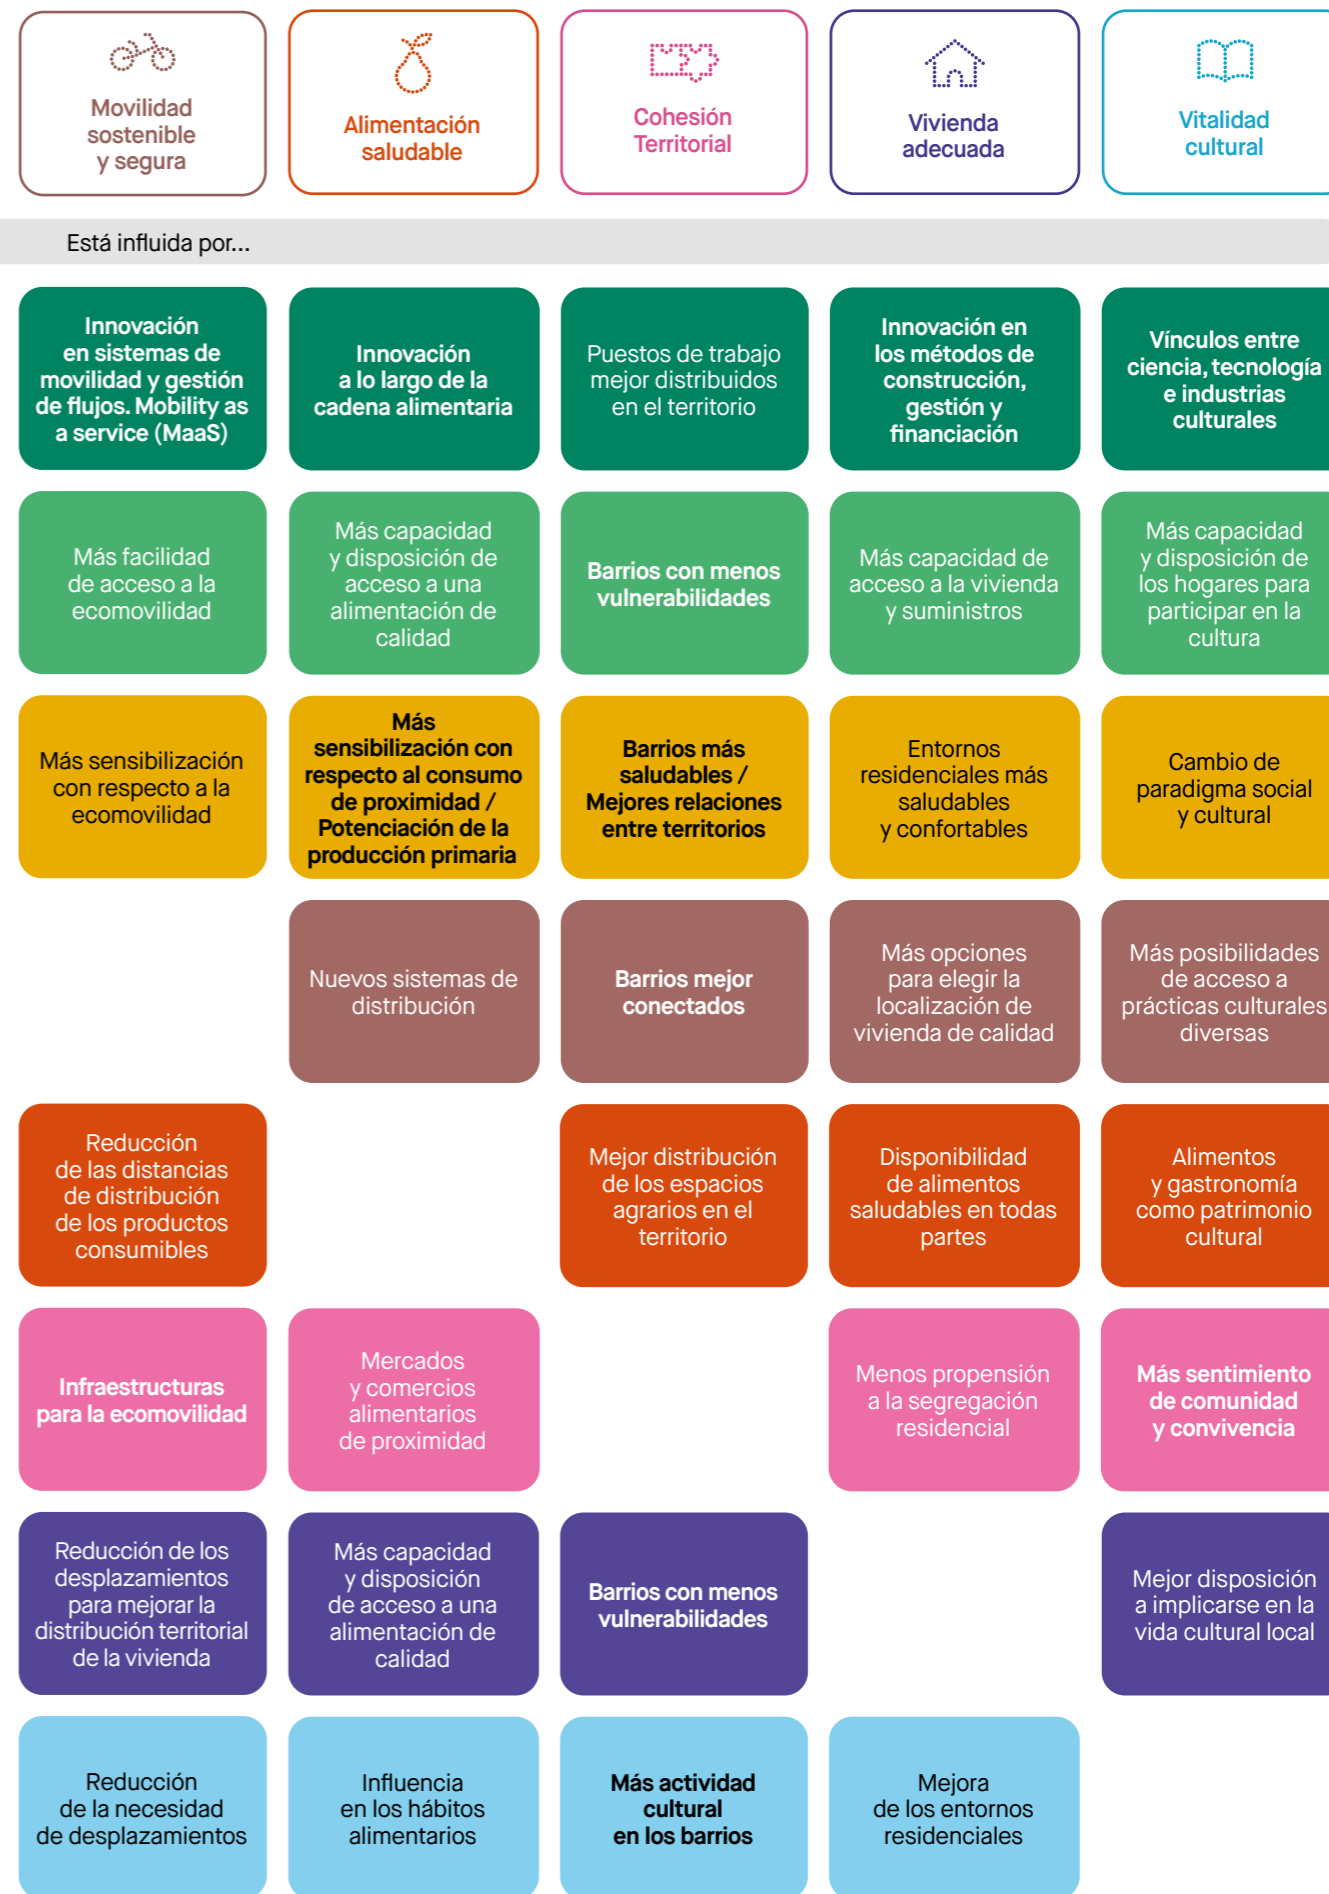 Movilidad
sostenible
y segura
Alimentación
saludable
Cohesión
Territorial
Vivienda
adecuada
Vitalidad
cultural
Está influida por...
Innovación
en sistemas de
movilidad y gestión
de flujos. Mobility as
a service (MaaS)
Innovación
a lo largo de la
cadena alimentaria
Puestos de trabajo
mejor distribuidos
en el territorio
Innovación en
los métodos de
construcción,
gestión y
financiación
Vínculos entre
ciencia, tecnología
e industrias
culturales
Más facilidad
de acceso a la
ecomovilidad
Más capacidad
y disposición de
acceso a una
alimentación de
calidad
Barrios con menos
vulnerabilidades
Más capacidad de
acceso a la vivienda
y suministros
Más capacidad
y disposición de
los hogares para
participar en la
cultura
Más sensibilización
con respecto a la
ecomovilidad
Más
sensibilización con
respecto al consumo
de proximidad /
Potenciación de la
producción primaria
Barrios más
saludables /
Mejores relaciones
entre territorios
Entornos
residenciales más
saludables
y confortables
Cambio de
paradigma social
y cultural
Nuevos sistemas de
distribución
Barrios mejor
conectados
Más opciones
para elegir la
localización de
vivienda de calidad
Más posibilidades
de acceso a
prácticas culturales
diversas
Reducción
de las distancias
de distribución
de los productos
consumibles
Mejor distribución
de los espacios
agrarios en el
territorio
Disponibilidad
de alimentos
saludables en todas
partes
Alimentos
y gastronomía
como patrimonio
cultural
Infraestructuras
para la ecomovilidad
Mercados
y comercios
alimentarios
de proximidad
Menos propensión
a la segregación
residencial
Más sentimiento
de comunidad
y convivencia
Reducción de los
desplazamientos
para mejorar la
distribución territorial
de la vivienda
Más capacidad
y disposición
de acceso a una
alimentación de
calidad
Barrios con menos
vulnerabilidades
Mejor disposición
a implicarse en la
vida cultural local
Reducción
de la necesidad
de desplazamientos
Influencia
en los hábitos
alimentarios
Más actividad
cultural
en los barrios
Mejora
de los entornos
residenciales